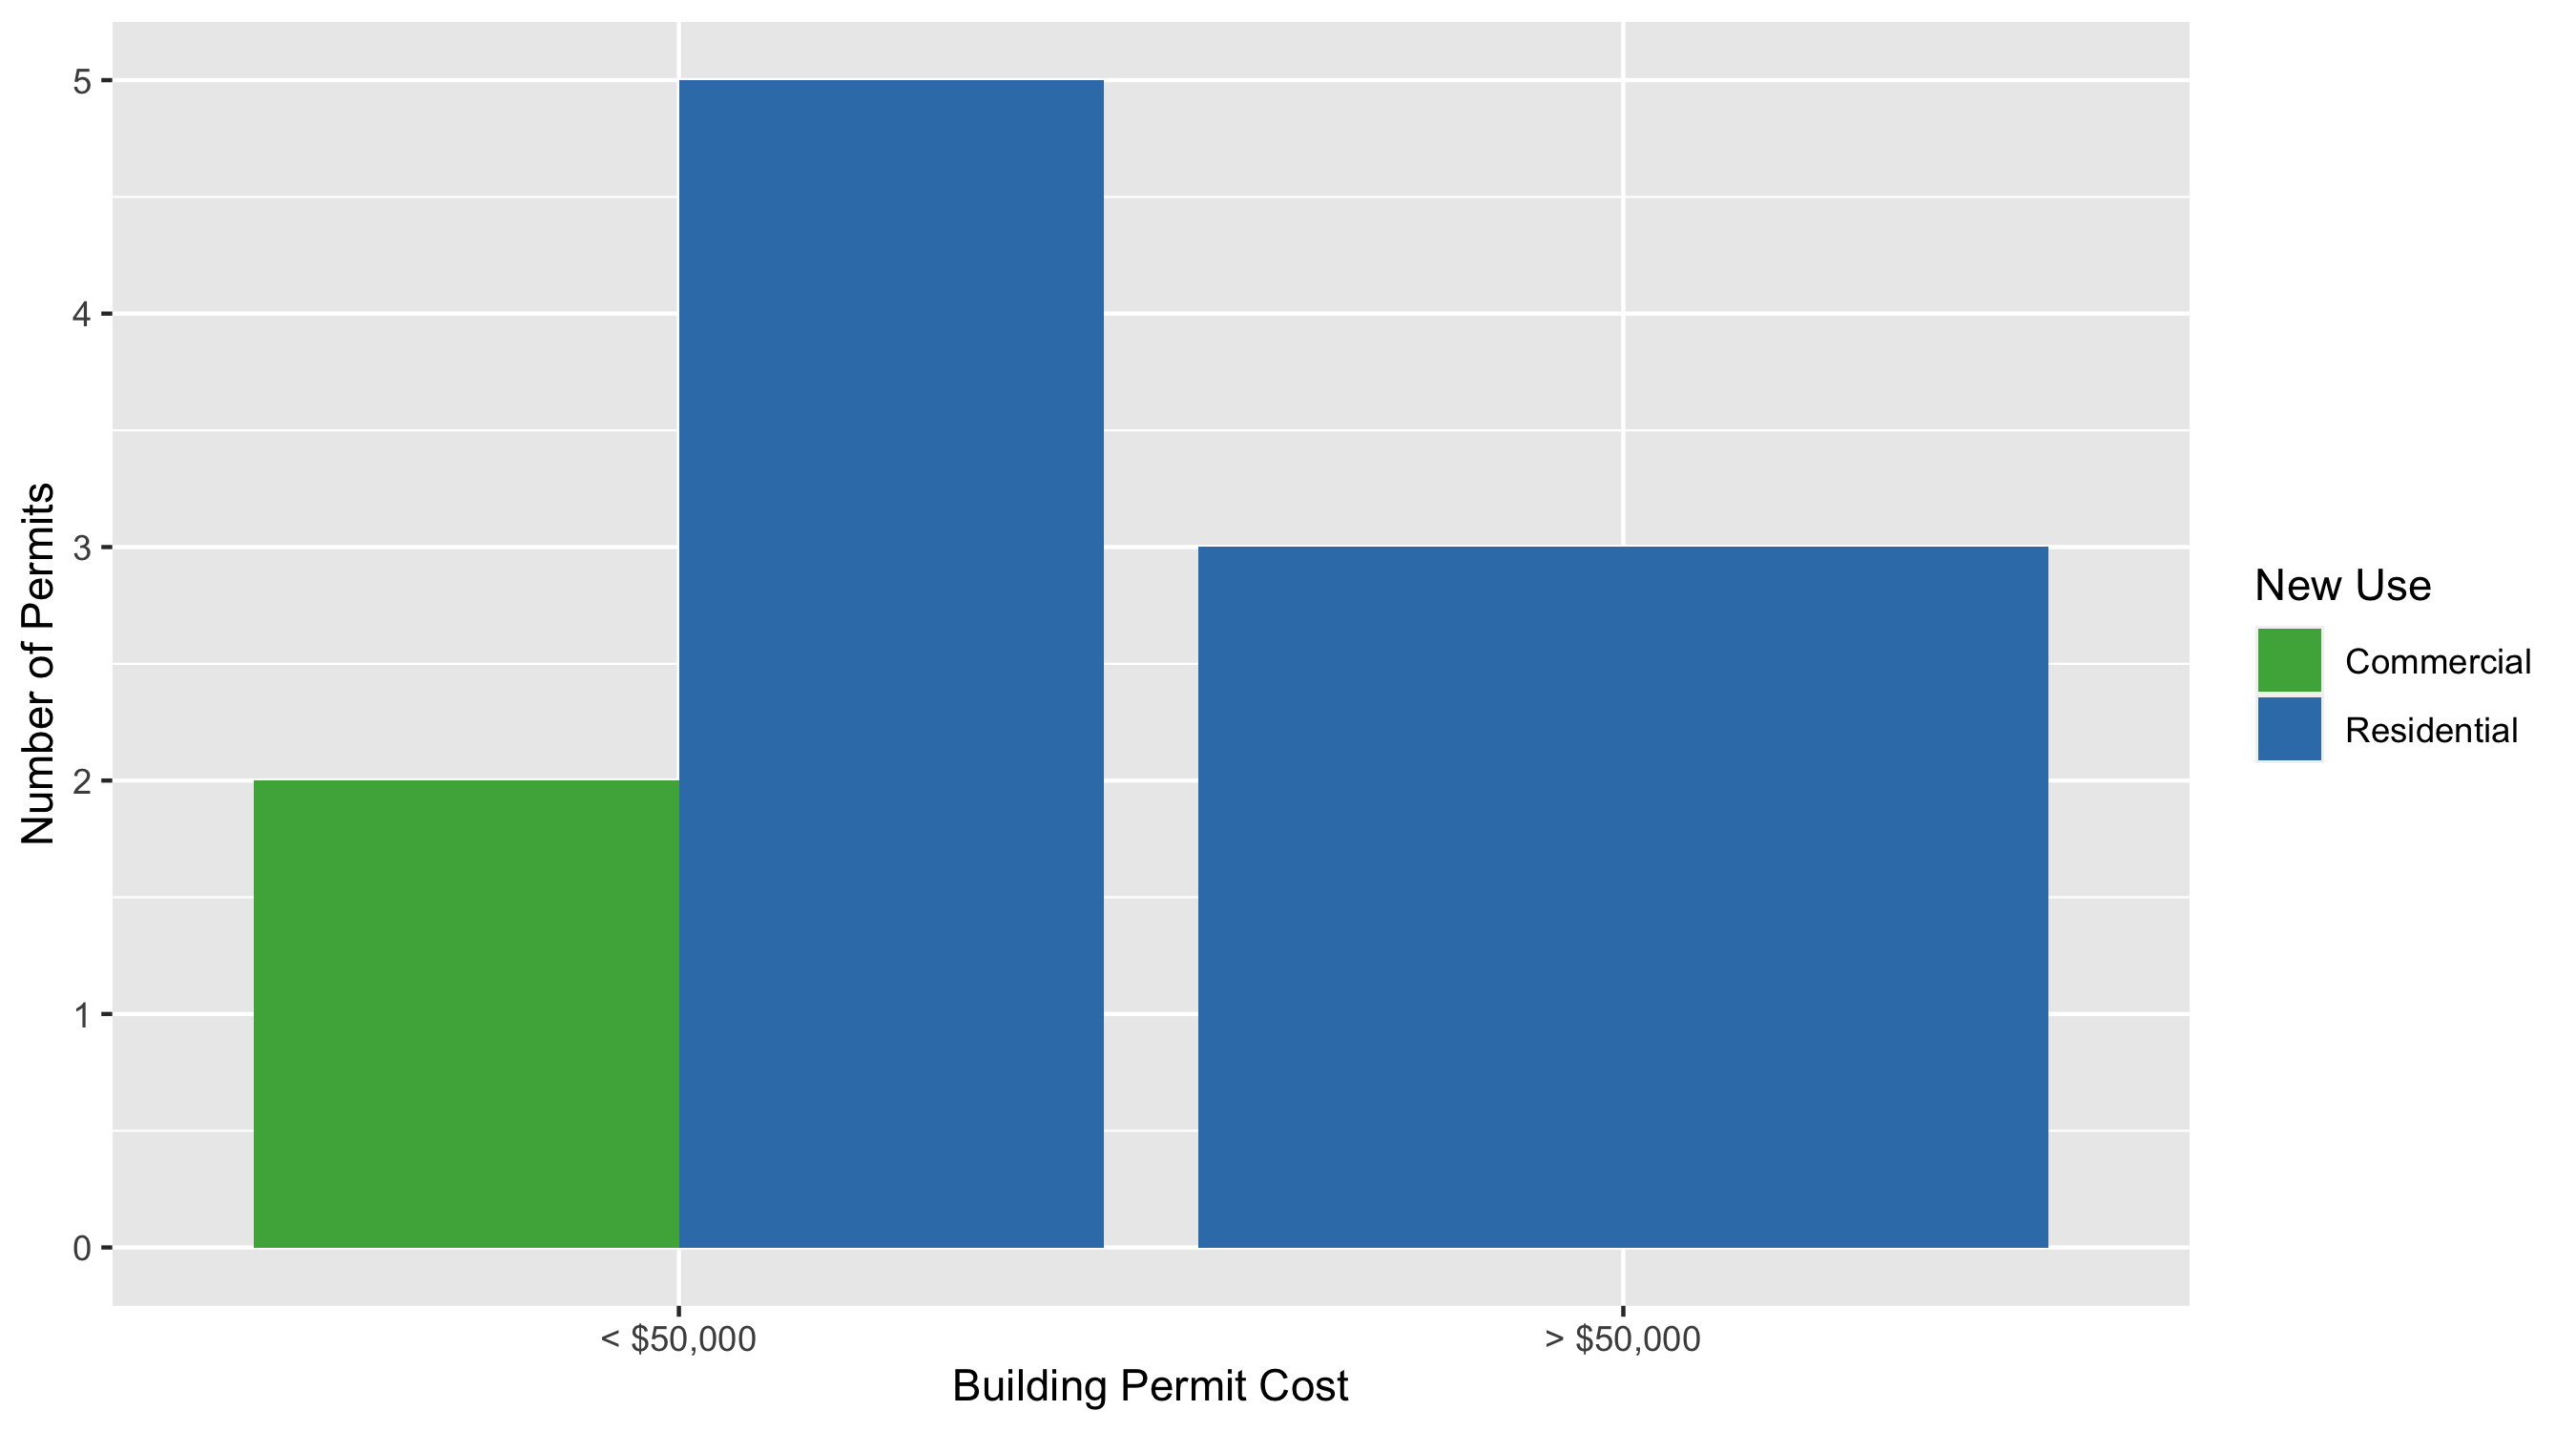 5
4
3
2
1
0
Number of Permits
< $50,000
> $50,000
Building Permit Cost
New Use
Commercial
Residential